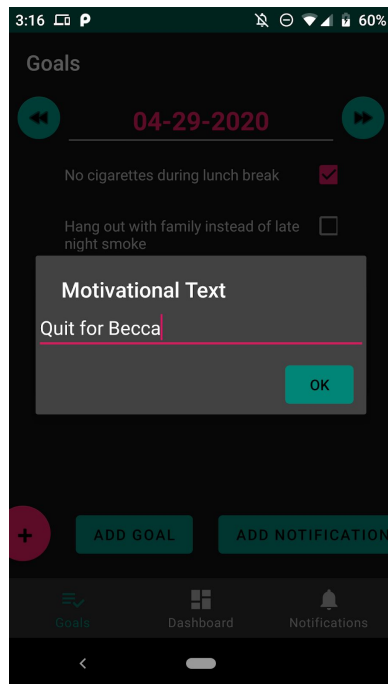 3:16 P 60%
Goals
04-29-2020
No cigarettes during lunch break
Hang out with family instead of late
night smoke
Motivational Text
Quit for Becca
OK
+ ADD GOAL ADD NOTIFICATION
Goals Dashboard Notifications